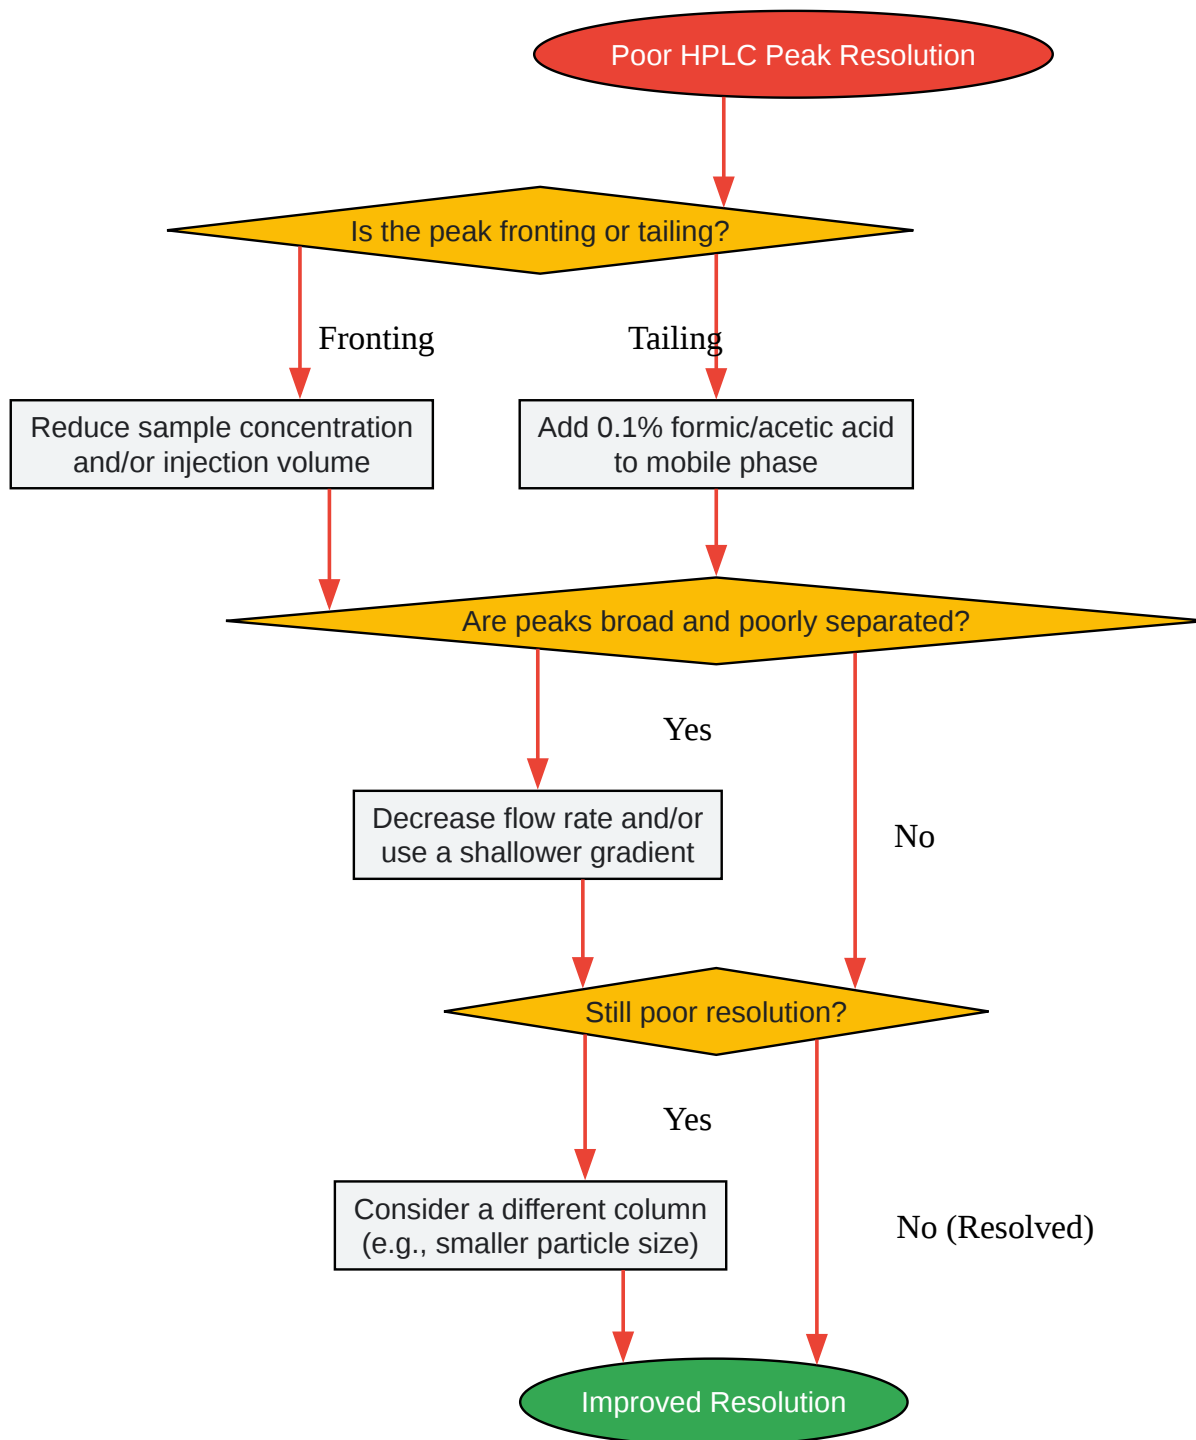 Poor HPLC Peak Resolution
Is the peak fronting or tailing?
Fronting
Tailing
Reduce sample concentration
and/or injection volume
Add 0.1% formic/acetic acid
to mobile phase
Are peaks broad and poorly separated?
Yes
Decrease flow rate and/or
use a shallower gradient
No
Still poor resolution?
Yes
Consider a different column
(e.g., smaller particle size)
No (Resolved)
Improved Resolution